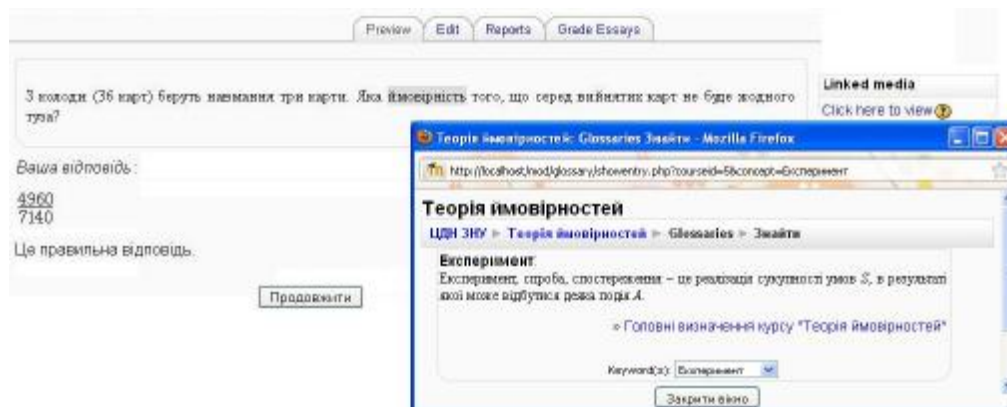 Preview Edit Reports Grade Essays
З колоди (36 карт) беруть навмання три карти. Яка ймовірність того, що серед вийнятих карт не буде жодного
туза?
Linked media
Click here to view
Ваша відповідь:
4960
7140
Це правильна відповідь.
Продовжити
Теорія ймовірностей: Glossaries Знайти - Mozilla Firefox
http://localhost/mod/glossary/showentry.php?courseid=5&concept=Експеримент
Теорія ймовірностей
ЦДН ЗНУ ► Теорія ймовірностей ► Glossaries ► Знайти
Експеримент
Експеримент, спроба, спостереження – це реалізація сукупності умов S, в результаті
якої може відбутися деяка подія A.
» Головні визначення курсу "Теорія ймовірностей"
Keyword(s): Експеримент
Закрити вікно